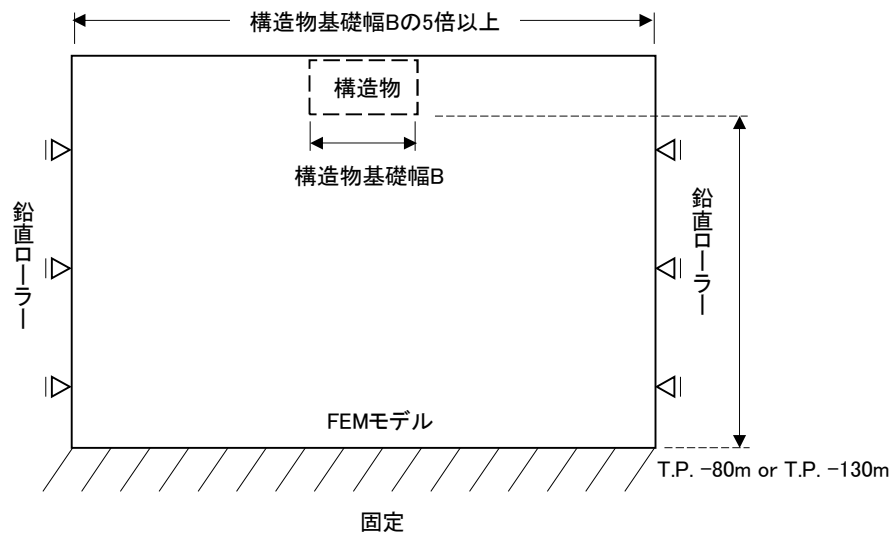 構造物基礎幅Bの5倍以上
構造物
構造物基礎幅B
鉛直ローラー
鉛直ローラー
FEMモデル
T.P. -80m or T.P. -130m
固定